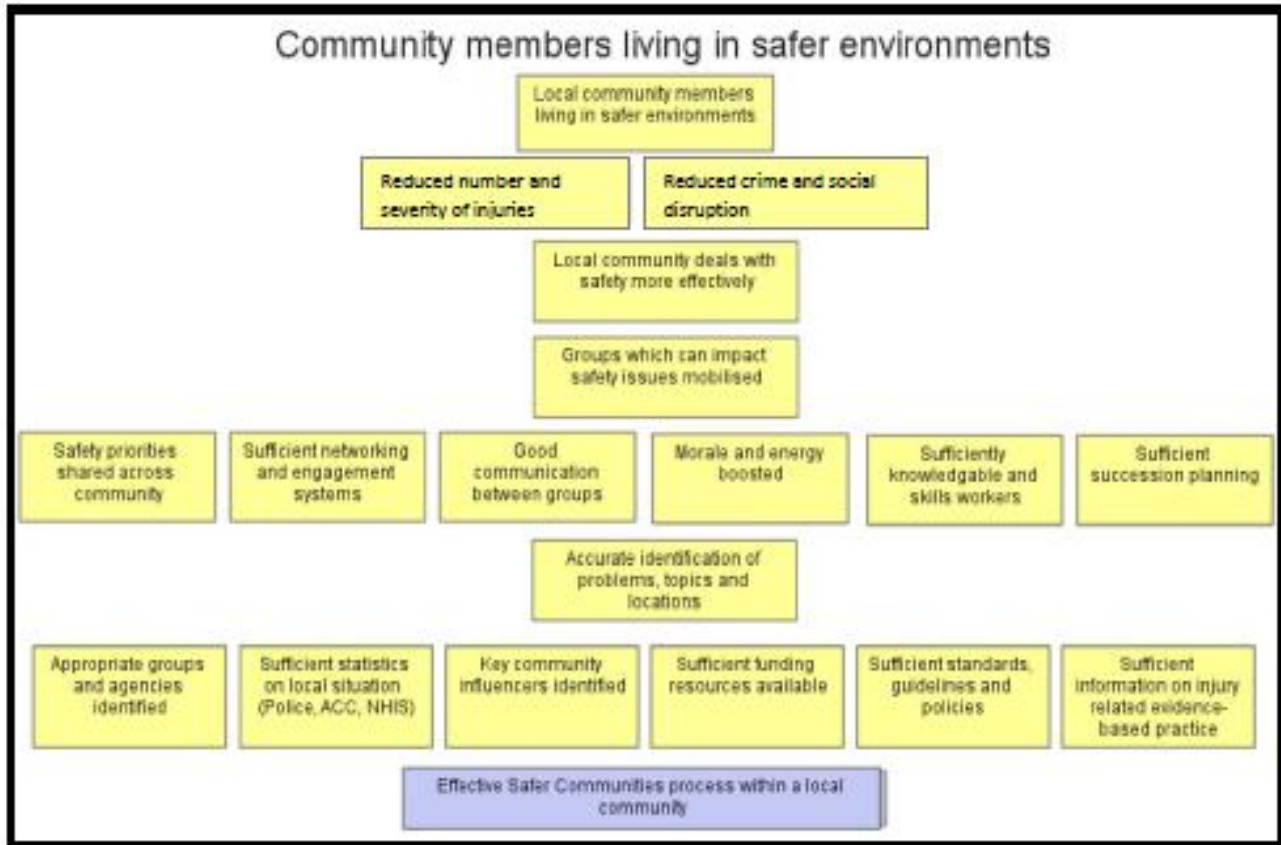 Community members living in safer environments
Local community members
living in safer environments
Reduced number and
severity of injuries
Reduced crime and social
disruption
Local community deals with
safety more effectively
Groups which can impact
safety issues mobilised
Safety priorities
shared across
community
Sufficient networking
and engagement
systems
Good
communication
between groups
Morale and energy
boosted
Sufficiently
knowledgable and
skills workers
Sufficient
succession planning
Accurate identification of
problems, topics and
locations
Appropriate groups
and agencies
identified
Sufficient statistics
on local situation
(Police, ACC, NHIS)
Key community
influencers identified
Sufficient funding
resources available
Sufficient standards,
guidelines and
policies
Sufficient
information on injury
related evidence-
based practice
Effective Safer Communities process within a local
community